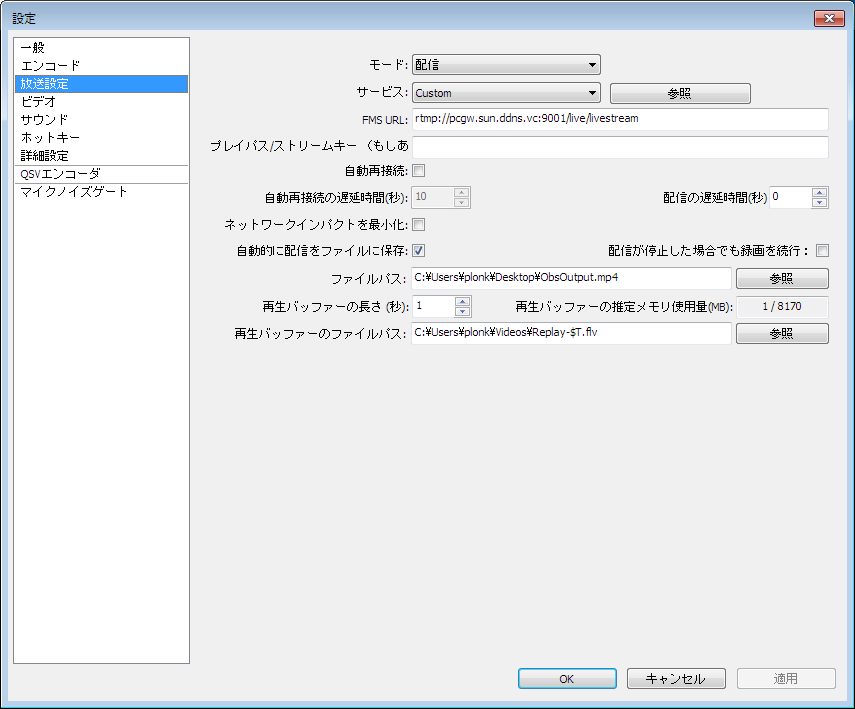 設定
一般
エンコード
放送設定
ビデオ
サウンド
ホットキー
詳細設定
QSVエンコーダ
マイクノイズゲート
モード: 配信
サービス: Custom 参照
FMS URL: rtmp://pcgw.sun.ddns.vc:9001/live/livestream
プレイパス/ストリームキー （もしあ
自動再接続:
自動再接続の遅延時間(秒): 10 配信の遅延時間(秒) 0
ネットワークインパクトを最小化:
自動的に配信をファイルに保存: 配信が停止した場合でも録画を続行：
ファイルパス: C:¥Users¥plonk¥Desktop¥ObsOutput.mp4 参照
再生バッファーの長さ (秒): 1 再生バッファーの推定メモリ使用量(MB): 1 / 8170
再生バッファーのファイルパス: C:¥Users¥plonk¥Videos¥Replay-$T.flv 参照
OK キャンセル 適用